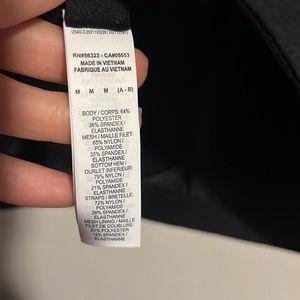 RN#56323 - CA#05553
MADE IN VIETNAM
FABRIQUE AU VIETNAM
M M M (A - B)
BODY / CORPS: 64%
POLYESTER
36% SPANDEX /
ELASTHANNE
MESH / MAILLE FILET:
65% NYLON /
POLYAMIDE
35% SPANDEX /
ELASTHANNE
BOTTOM HEM /
OURLET INFERIEUR:
79% NYLON /
POLYAMIDE
21% SPANDEX /
ELASTHANNE
STRAPS / BRETELLE:
72% NYLON /
POLYAMIDE
28% SPANDEX /
ELASTHANNE
MESH LINING / MAILLE
FILET DE DOUBLURE:
81% POLYESTER
19% SPANDEX /
ELASTHANNE